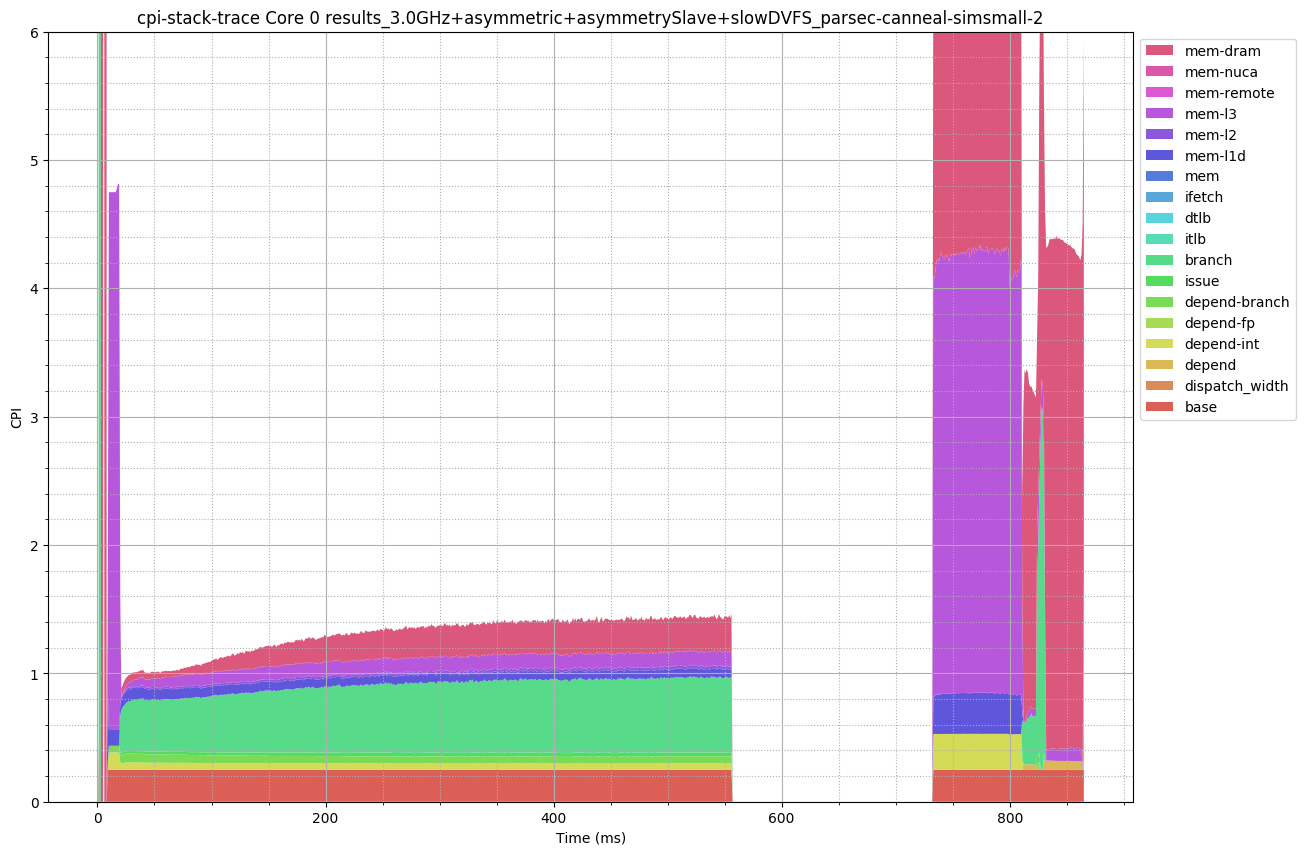 cpi-stack-trace Core 0 results_3.0GHz+asymmetric+asymmetrySlave+slowDVFS_parsec-canneal-simsmall-2
6
5
4
3
2
1
0
CPI
0
200
400
600
800
Time (ms)
mem-dram
mem-nuca
mem-remote
mem-l3
mem-l2
mem-l1d
mem
ifetch
dtlb
itlb
branch
issue
depend-branch
depend-fp
depend-int
depend
dispatch_width
base